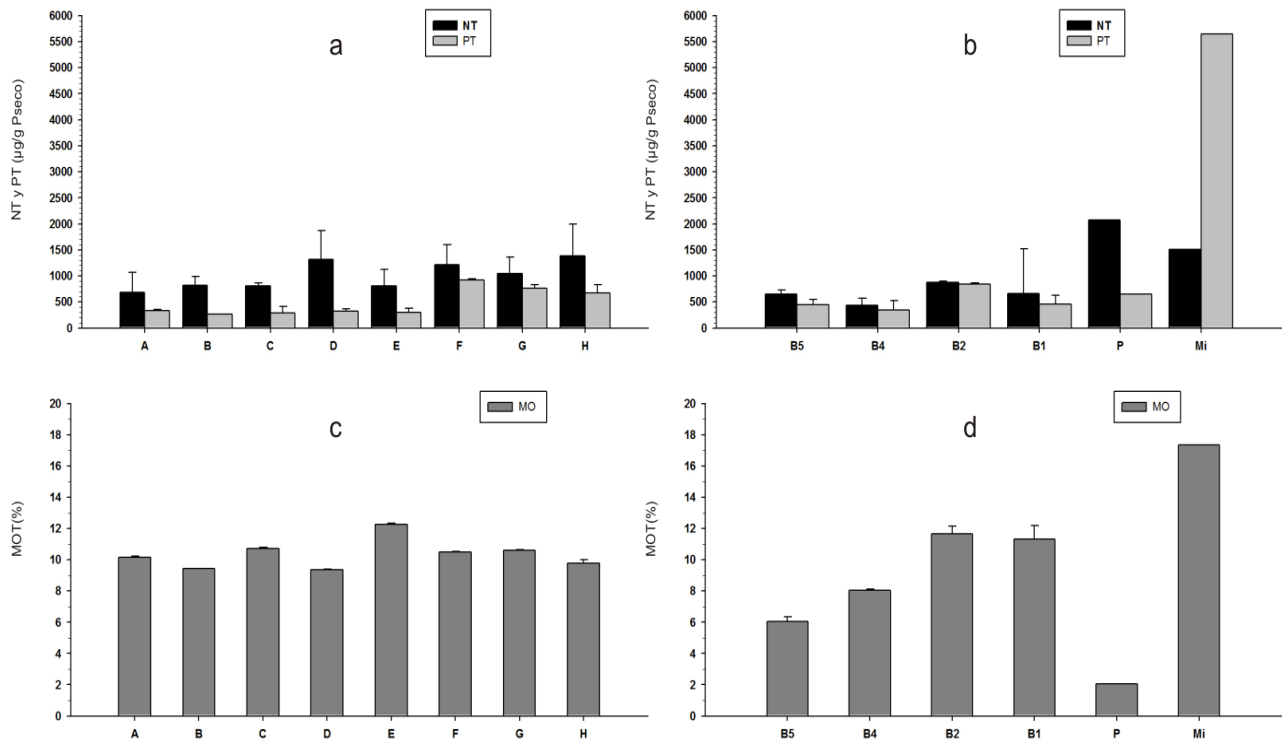 a
NT
PT
NT y PT (µg/g Pseco)
6000
5500
5000
4500
4000
3500
3000
2500
2000
1500
1000
500
0
A B C D E F G H
b
NT
PT
NT y PT (µg/g Pseco)
6000
5500
5000
4500
4000
3500
3000
2500
2000
1500
1000
500
0
B5 B4 B2 B1 P Mi
c
MO
MOT(%)
20
18
16
14
12
10
8
6
4
2
0
A B C D E F G H
d
MO
MOT(%)
20
18
16
14
12
10
8
6
4
2
0
B5 B4 B2 B1 P Mi